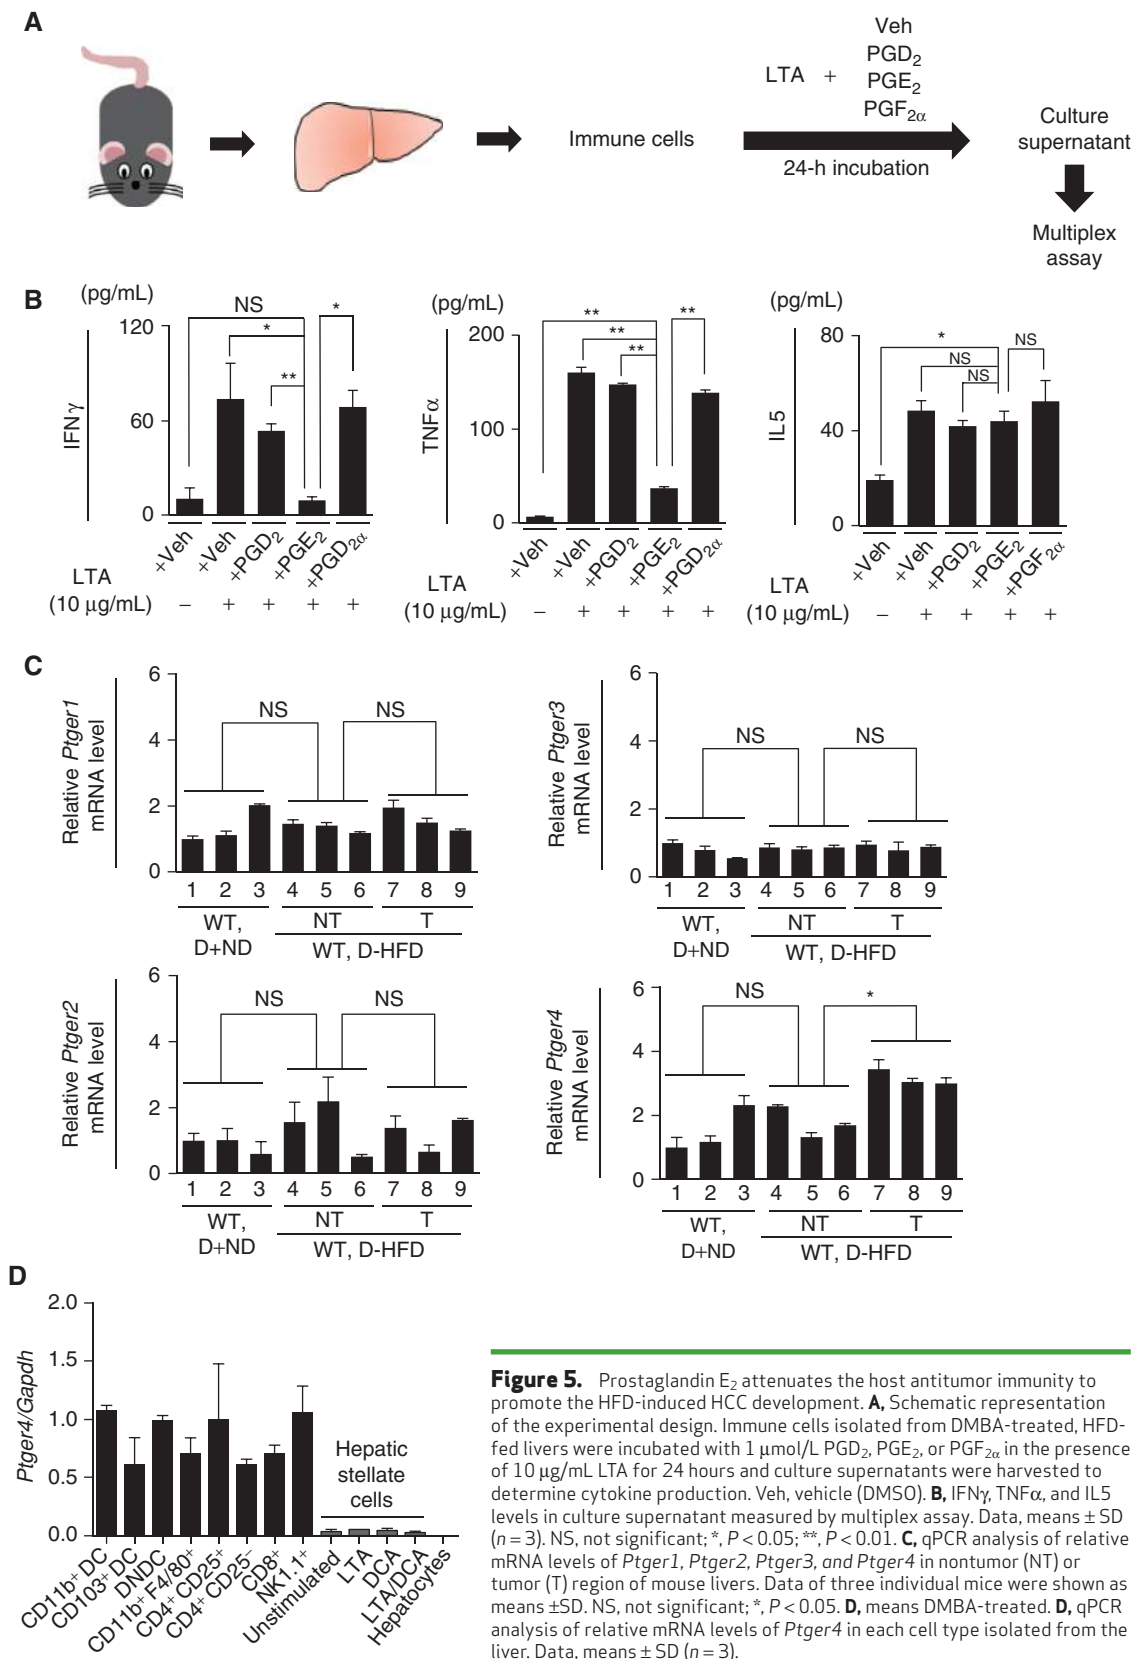 A
LTA +
Veh
PGD2
PGE2
PGF2α
Immune cells
24-h incubation
Culture
supernatant
Multiplex
assay
B
(pg/mL)
IFNγ
120
60
0
NS
*
*
**
+Veh
+Veh
+PGD2
+PGE2
+PGD2α
LTA
(10 μg/mL)
− + + + +
(pg/mL)
TNFα
200
100
0
**
**
**
**
+Veh
+Veh
+PGD2
+PGE2
+PGD2α
LTA
(10 μg/mL)
− + + + +
(pg/mL)
IL5
80
40
0
*
NS
NS
NS
+Veh
+Veh
+PGD2
+PGE2
+PGF2α
LTA
(10 μg/mL)
− + + + +
C
Relative Ptger1
mRNA level
6
4
2
0
NS
NS
1 2 3 4 5 6 7 8 9
WT,
D+ND
NT
T
WT, D-HFD
Relative Ptger3
mRNA level
6
4
2
0
NS
NS
1 2 3 4 5 6 7 8 9
WT,
D+ND
NT
T
WT, D-HFD
Relative Ptger2
mRNA level
6
4
2
0
NS
NS
1 2 3 4 5 6 7 8 9
WT,
D+ND
NT
T
WT, D-HFD
Relative Ptger4
mRNA level
6
4
2
0
NS
*
1 2 3 4 5 6 7 8 9
WT,
D+ND
NT
T
WT, D-HFD
D
Ptger4/Gapdh
2.0
1.5
1.0
0.5
0.0
Hepatic
stellate
cells
CD11b+ DC
CD103+ DC
DNDC
CD11b+ F4/80+
CD4+ CD25+
CD4+ CD25−
CD8+
NK1.1+
Unstimulated
LTA
DCA
LTA/DCA
Hepatocytes
Figure 5. Prostaglandin E2 attenuates the host antitumor immunity to
promote the HFD-induced HCC development. A, Schematic representation
of the experimental design. Immune cells isolated from DMBA-treated, HFD-
fed livers were incubated with 1 μmol/L PGD2, PGE2, or PGF2α in the presence
of 10 μg/mL LTA for 24 hours and culture supernatants were harvested to
determine cytokine production. Veh, vehicle (DMSO). B, IFNγ, TNFα, and IL5
levels in culture supernatant measured by multiplex assay. Data, means ± SD
(n = 3). NS, not significant; *, P < 0.05; **, P < 0.01. C, qPCR analysis of relative
mRNA levels of Ptger1, Ptger2, Ptger3, and Ptger4 in nontumor (NT) or
tumor (T) region of mouse livers. Data of three individual mice were shown as
means ±SD. NS, not significant; *, P < 0.05. D, means DMBA-treated. D, qPCR
analysis of relative mRNA levels of Ptger4 in each cell type isolated from the
liver. Data, means ± SD (n = 3).